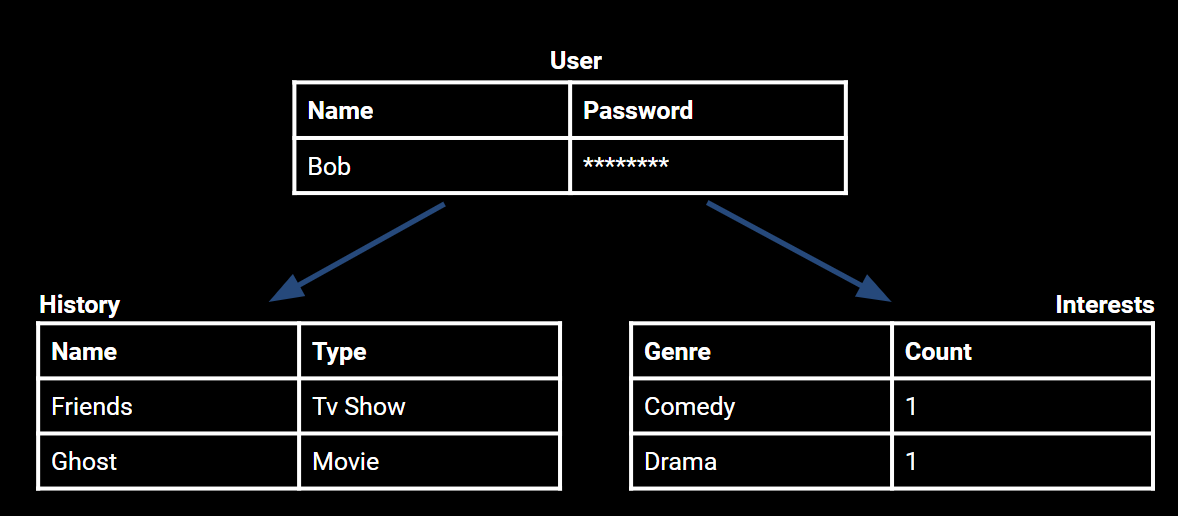 User
Name Password
Bob ********
History
Name Type
Friends Tv Show
Ghost Movie
Interests
Genre Count
Comedy 1
Drama 1